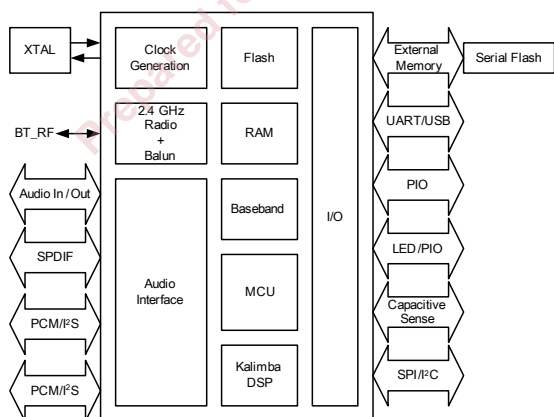 XTAL
Clock
Generation
Flash
External
Memory
Serial Flash
BT_RF
2.4 GHz
Radio
+
Balun
RAM
UART/USB
Audio In / Out
Baseband
I/O
PIO
SPDIF
Audio
Interface
MCU
LED/PIO
PCM/I²S
Capacitive
Sense
PCM/I²S
Kalimba
DSP
SPI/I²C
Prepared fo